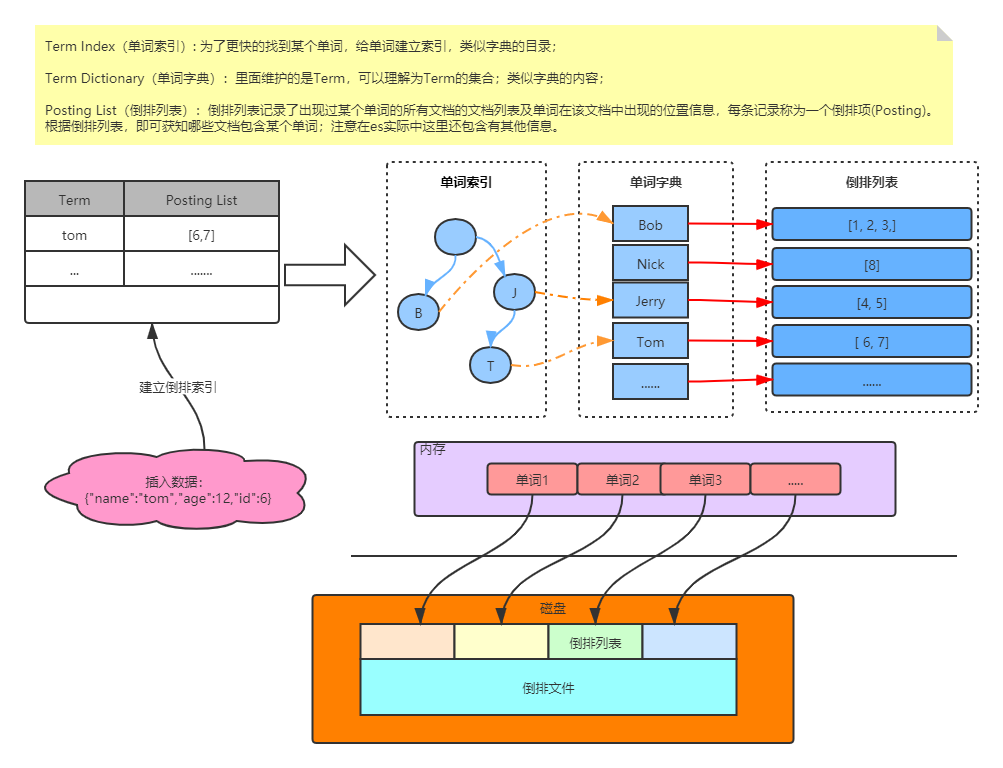 Term Index（单词索引）: 为了更快的找到某个单词，给单词建立索引，类似字典的目录；
Term Dictionary（单词字典）：里面维护的是Term，可以理解为Term的集合；类似字典的内容；
Posting List（倒排列表）：倒排列表记录了出现过某个单词的所有文档的文档列表及单词在该文档中出现的位置信息，每条记录称为一个倒排项(Posting)。
根据倒排列表，即可获知哪些文档包含某个单词；注意在es实际中这里还包含有其他信息。
单词索引
单词字典
倒排列表
Term
Posting List
tom
[6,7]
...
.......
B
J
T
Bob
[1, 2, 3,]
Nick
[8]
Jerry
[4, 5]
Tom
[ 6, 7]
......
......
建立倒排索引
插入数据：
{"name":"tom","age":12,"id":6}
内存
单词1
单词2
单词3
.....
磁盘
倒排列表
倒排文件